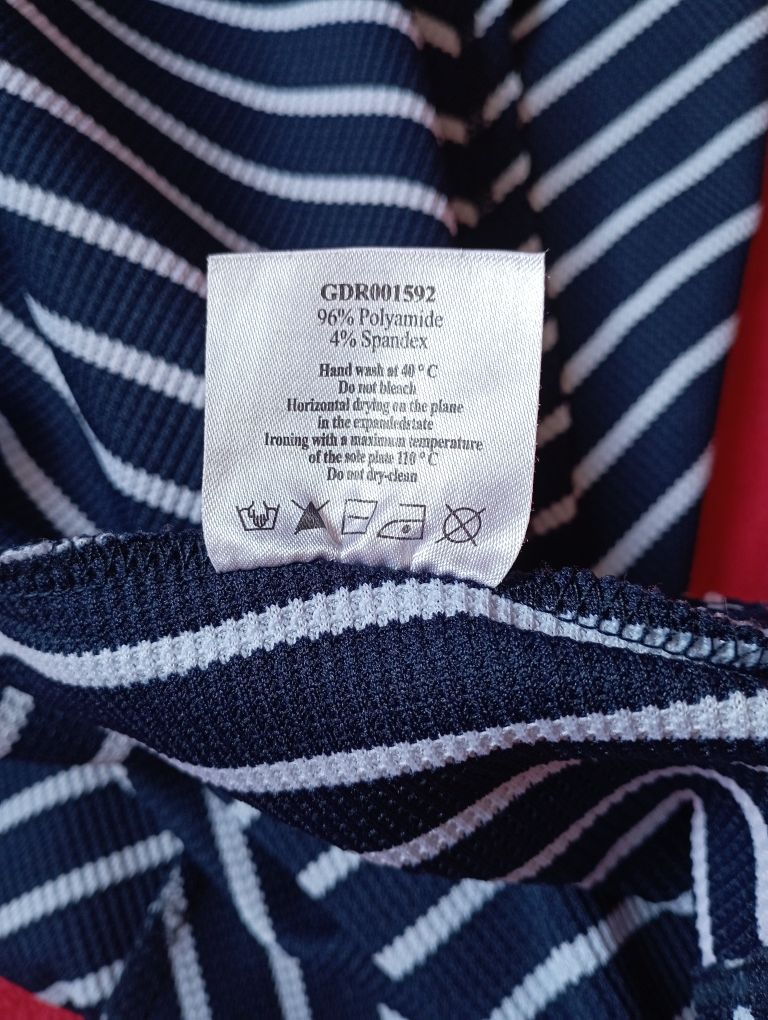 GDR001592
96% Polyamide
4% Spandex
Hand wash at 40 ° C
Do not bleach
Horizontal drying on the plane
in the expandedstate
Ironing with a maximum temperature
of the sole plate 110 ° C
Do not dry-clean